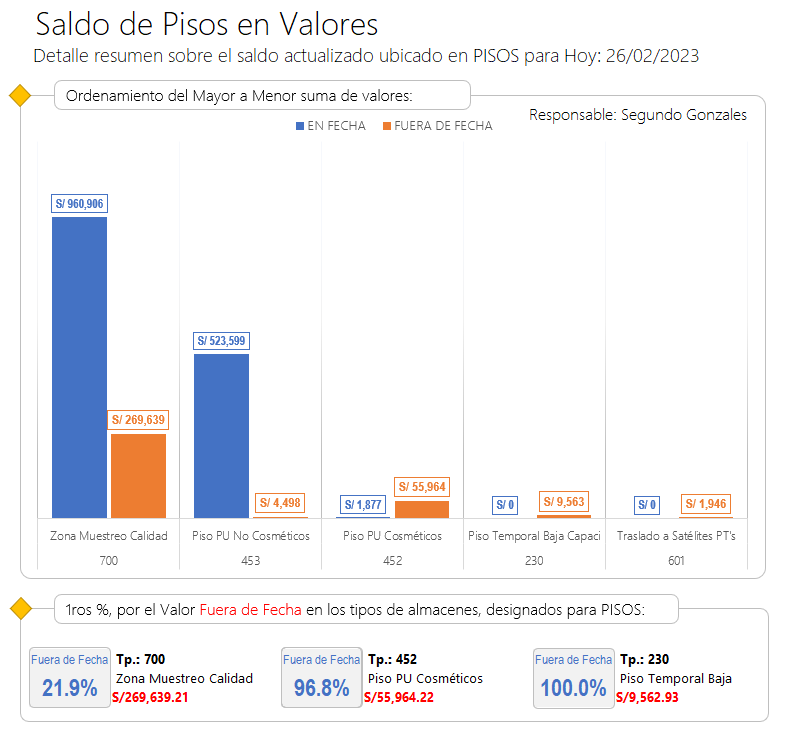 Saldo de Pisos en Valores
Detalle resumen sobre el saldo actualizado ubicado en PISOS para Hoy: 26/02/2023
Ordenamiento del Mayor a Menor suma de valores:
Responsable: Segundo Gonzales
EN FECHA FUERA DE FECHA
S/ 960,906
S/ 523,599
S/ 269,639
S/ 4,498
S/ 1,877
S/ 55,964
S/ 0
S/ 9,563
S/ 0
S/ 1,946
Zona Muestreo Calidad Piso PU No Cosméticos Piso PU Cosméticos Piso Temporal Baja Capaci Traslado a Satélites PT's
700 453 452 230 601
1ros %, por el Valor Fuera de Fecha en los tipos de almacenes, designados para PISOS:
Fuera de Fecha
21.9%
Tp.: 700
Zona Muestreo Calidad
S/269,639.21
Fuera de Fecha
96.8%
Tp.: 452
Piso PU Cosméticos
S/55,964.22
Fuera de Fecha
100.0%
Tp.: 230
Piso Temporal Baja
S/9,562.93